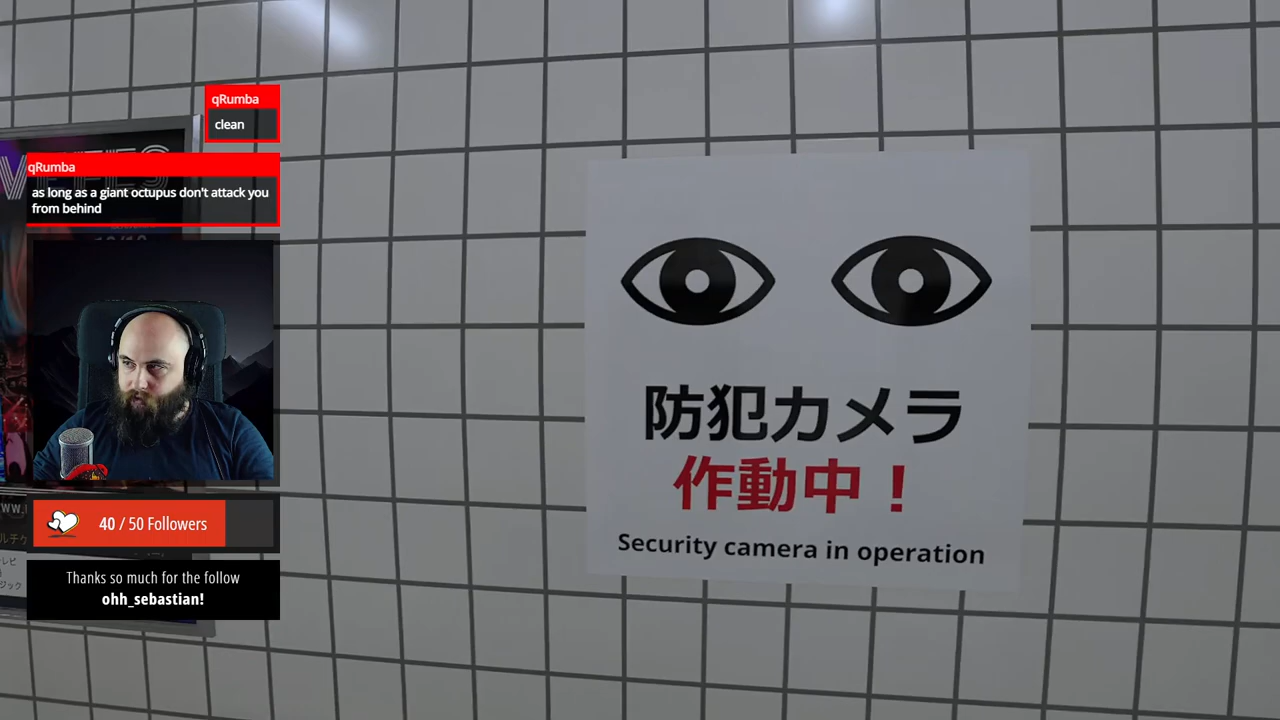 qRumba
clean
qRumba
as long as a giant octupus don't attack you
from behind
40 / 50 Followers
Thanks so much for the follow
ohh_sebastian!
防犯カメラ
作動中！
Security camera in operation